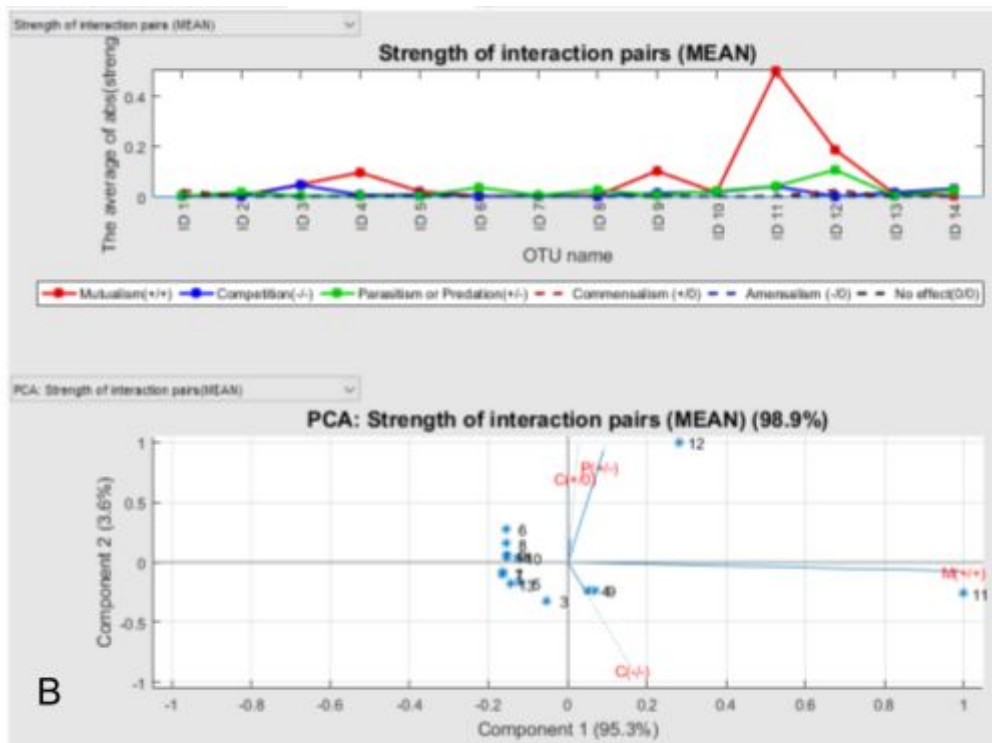 Strength of interaction pairs (MEAN)
Strength of interaction pairs (MEAN)
The average of abs(streng
0.4
0.2
0
ID 1
ID 2
ID 3
ID 4
ID 5
ID 6
ID 7
ID 8
ID 9
ID 10
ID 11
ID 12
ID 13
ID 14
OTU name
Mutualism(+/+) Competition(-/-) Parasitism or Predation(+/-) Commensalism (+/0) Amensalism (-/0) No effect(0/0)
PCA: Strength of interaction pairs(MEAN)
PCA: Strength of interaction pairs (MEAN) (98.9%)
Component 2 (3.6%)
1
0.5
0
-0.5
-1
12
P(+/-)
C(+/0)
6
8
10
M(+/+)
11
3
9
C(-/-)
-1 -0.8 -0.6 -0.4 -0.2 0 0.2 0.4 0.6 0.8 1
Component 1 (95.3%)
B